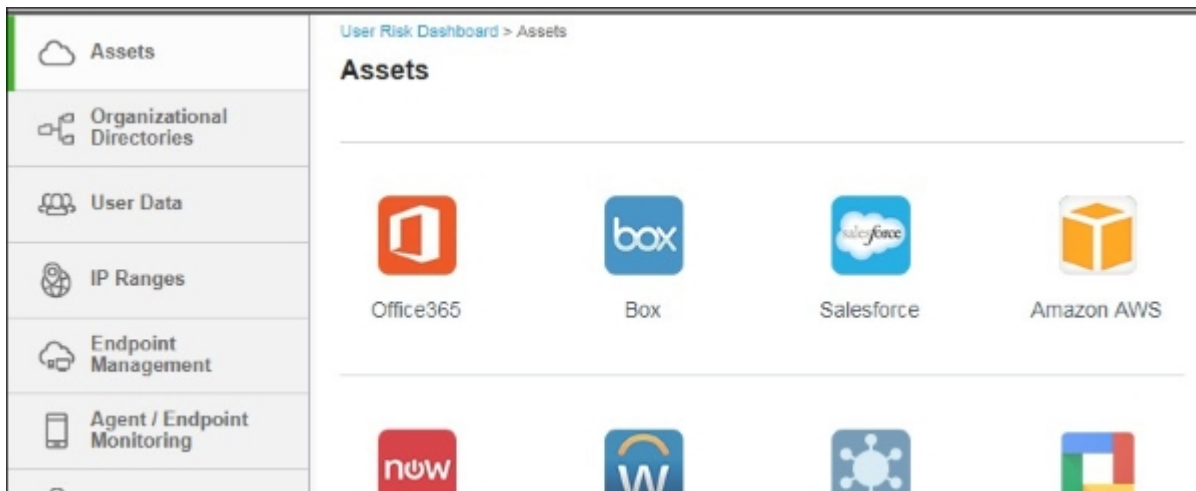 User Risk Dashboard > Assets
Assets
Assets
Organizational
Directories
User Data
IP Ranges
Endpoint
Management
Agent / Endpoint
Monitoring
box
salesforce
Office365
Box
Salesforce
Amazon AWS
now
W